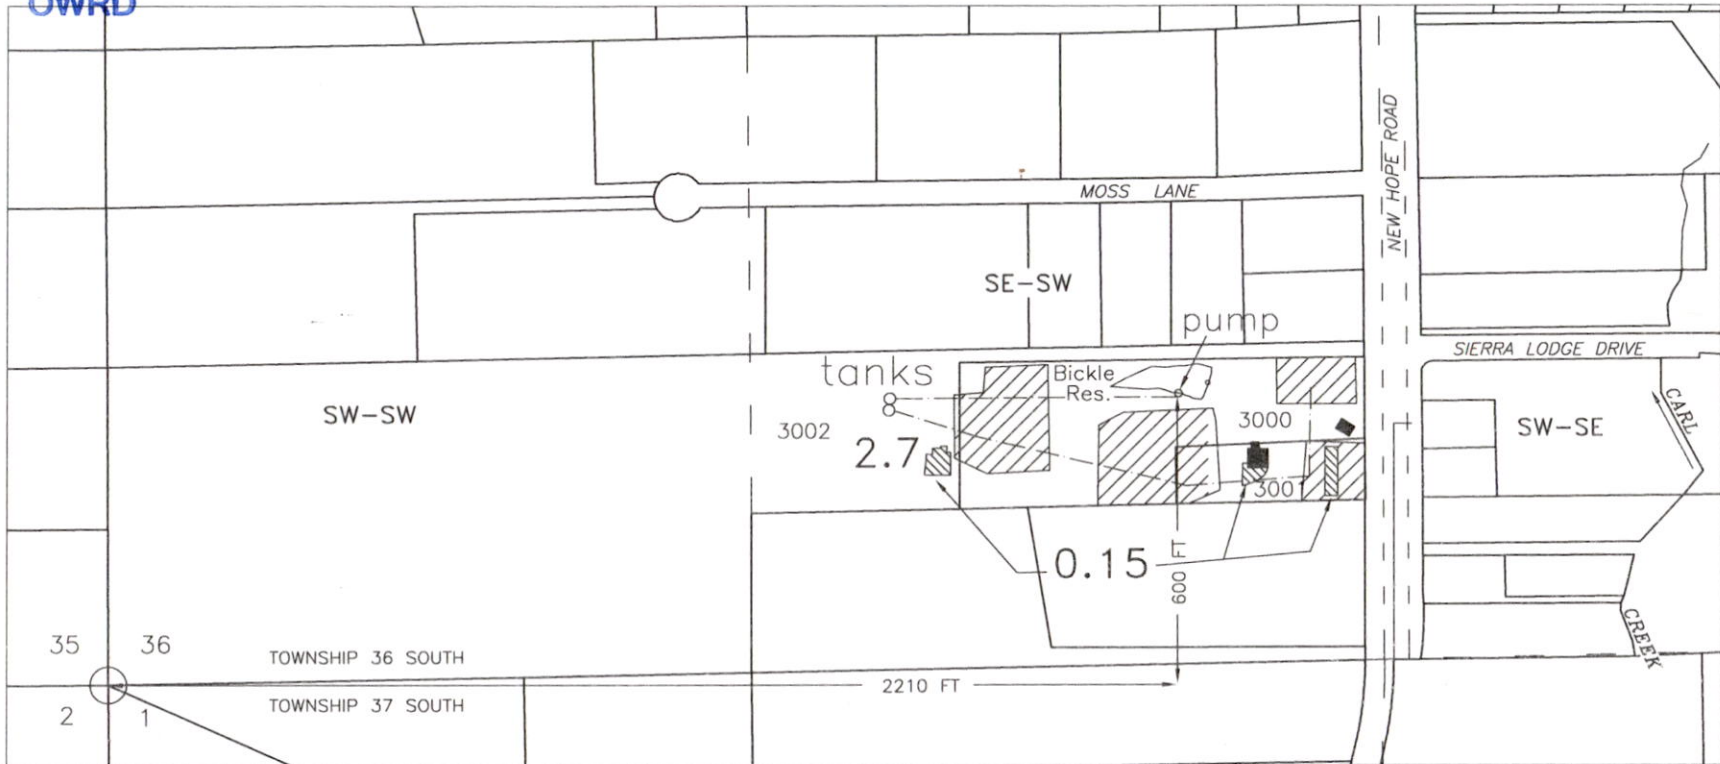 OWRD
NEW HOPE ROAD
MOSS LANE
SE-SW
pump
SIERRA LODGE DRIVE
tanks
Bickle
Res.
CARL
SW-SW
3002
3000
SW-SE
2.7
3001
0.15
600 FT
CREEK
35 36
TOWNSHIP 36 SOUTH
2210 FT
TOWNSHIP 37 SOUTH
2 1